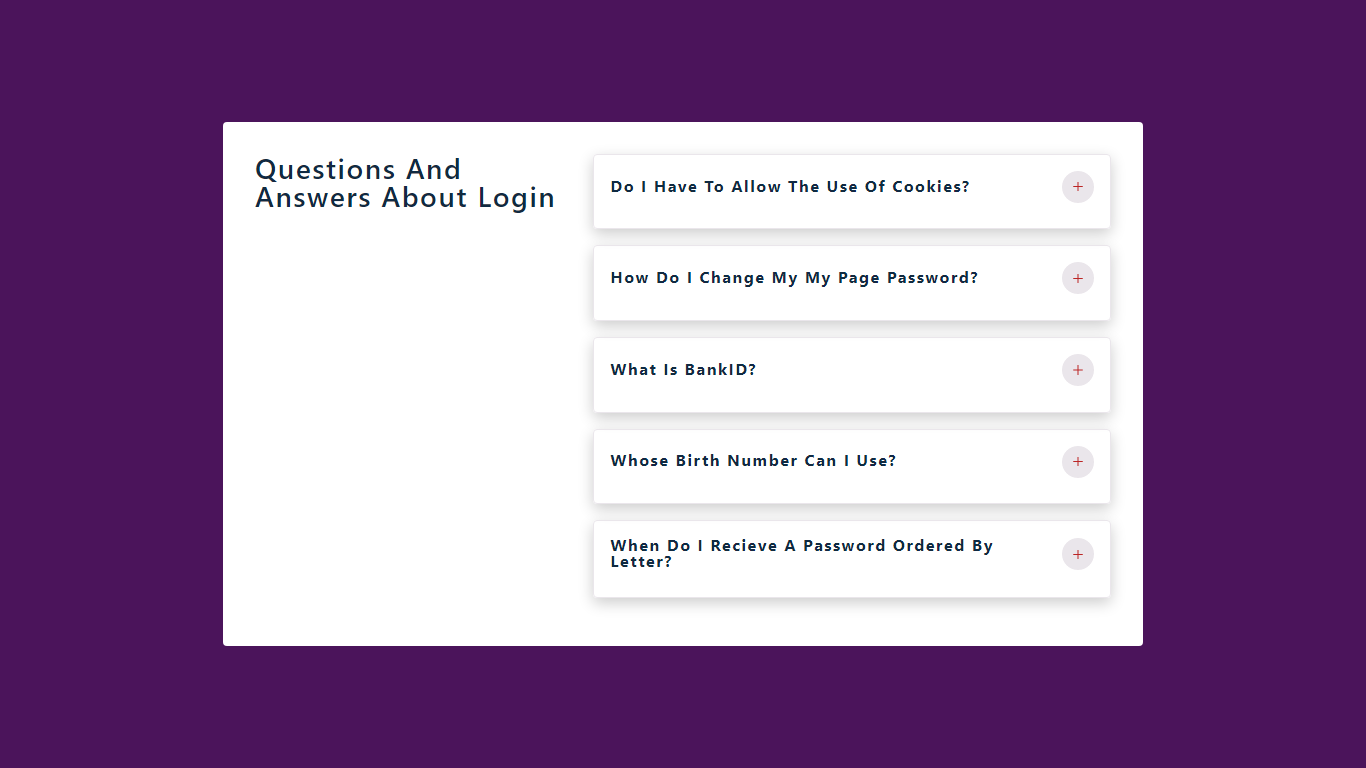 Questions And
Answers About Login
Do I Have To Allow The Use Of Cookies?
+
How Do I Change My My Page Password?
+
What Is BankID?
+
Whose Birth Number Can I Use?
+
When Do I Recieve A Password Ordered By
Letter?
+